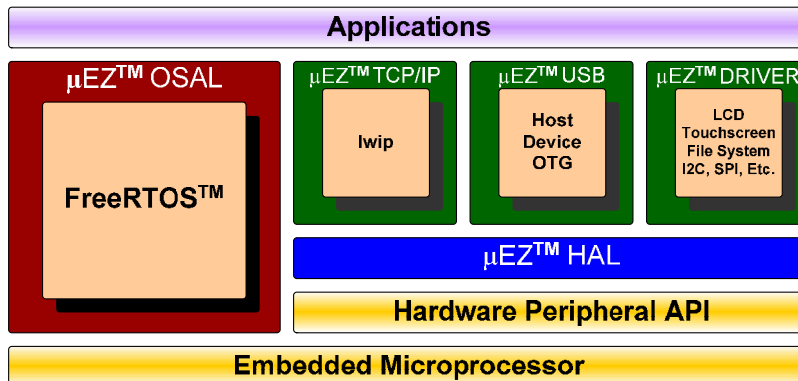 Applications
µEZ™ OSAL
FreeRTOS™
µEZ™ TCP/IP
lwip
µEZ™ USB
Host
Device
OTG
µEZ™ DRIVER
LCD
Touchscreen
File System
I2C, SPI, Etc.
µEZ™ HAL
Hardware Peripheral API
Embedded Microprocessor